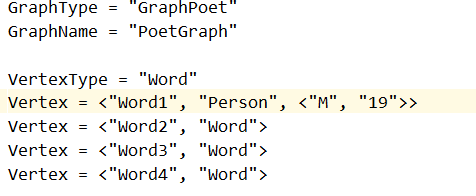 GraphType = "GraphPoet"
GraphName = "PoetGraph"
VertexType = "Word"
Vertex = <"Word1", "Person", <"M", "19">>
Vertex = <"Word2", "Word">
Vertex = <"Word3", "Word">
Vertex = <"Word4", "Word">